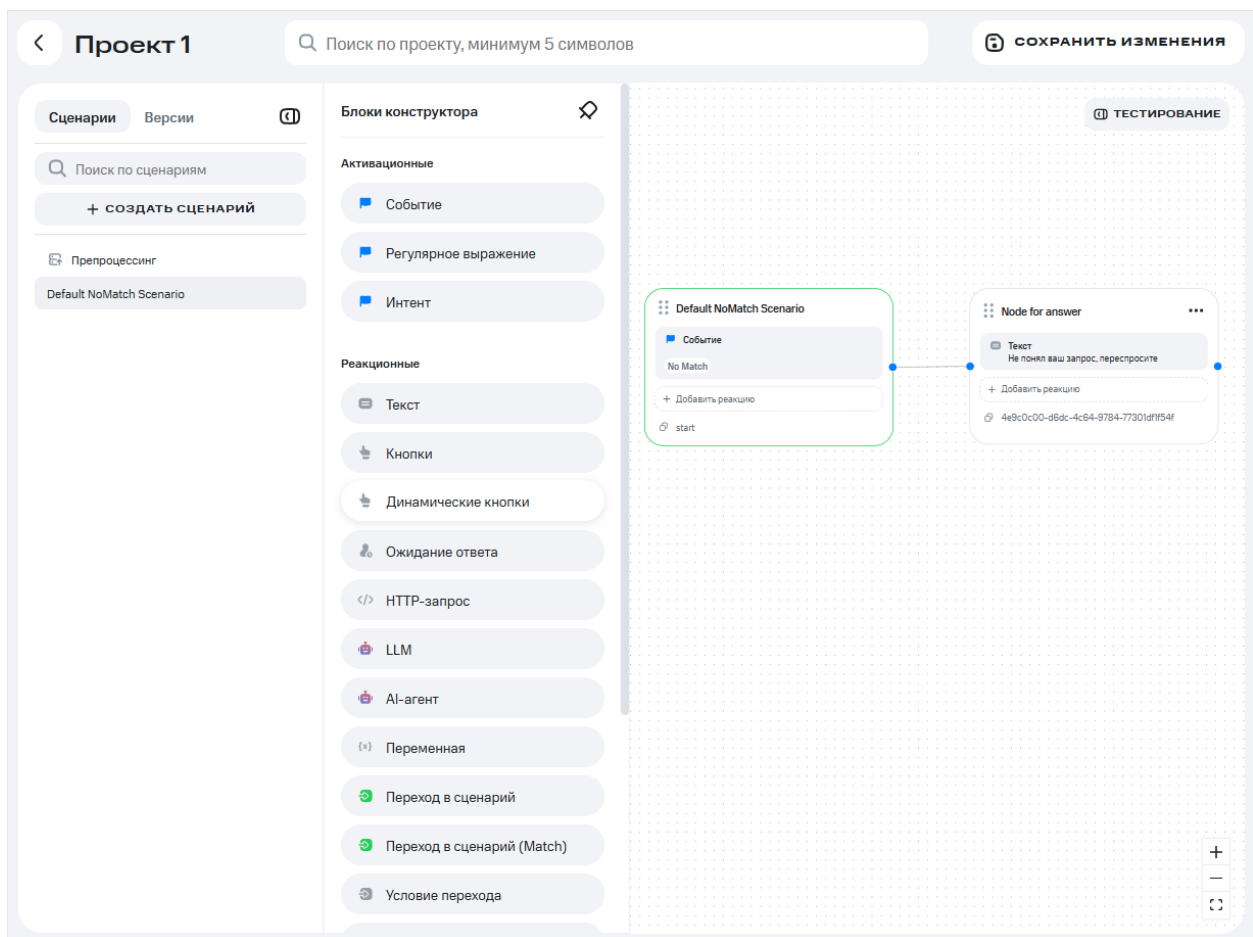 Проект 1
Поиск по проекту, минимум 5 символов
СОХРАНИТЬ ИЗМЕНЕНИЯ
Сценарии
Версии
Поиск по сценариям
+ СОЗДАТЬ СЦЕНАРИЙ
Препроцессинг
Default NoMatch Scenario
Блоки конструктора
Активационные
Событие
Регулярное выражение
Интент
Реакционные
Текст
Кнопки
Динамические кнопки
Ожидание ответа
HTTP-запрос
LLM
AI-агент
Переменная
Переход в сценарий
Переход в сценарий (Match)
Условие перехода
ТЕСТИРОВАНИЕ
Default NoMatch Scenario
Событие
No Match
+ Добавить реакцию
start
Node for answer
Текст
Не понял ваш запрос, переспросите
+ Добавить реакцию
4e9c0c00-d6dc-4c64-9784-77301df1f54f